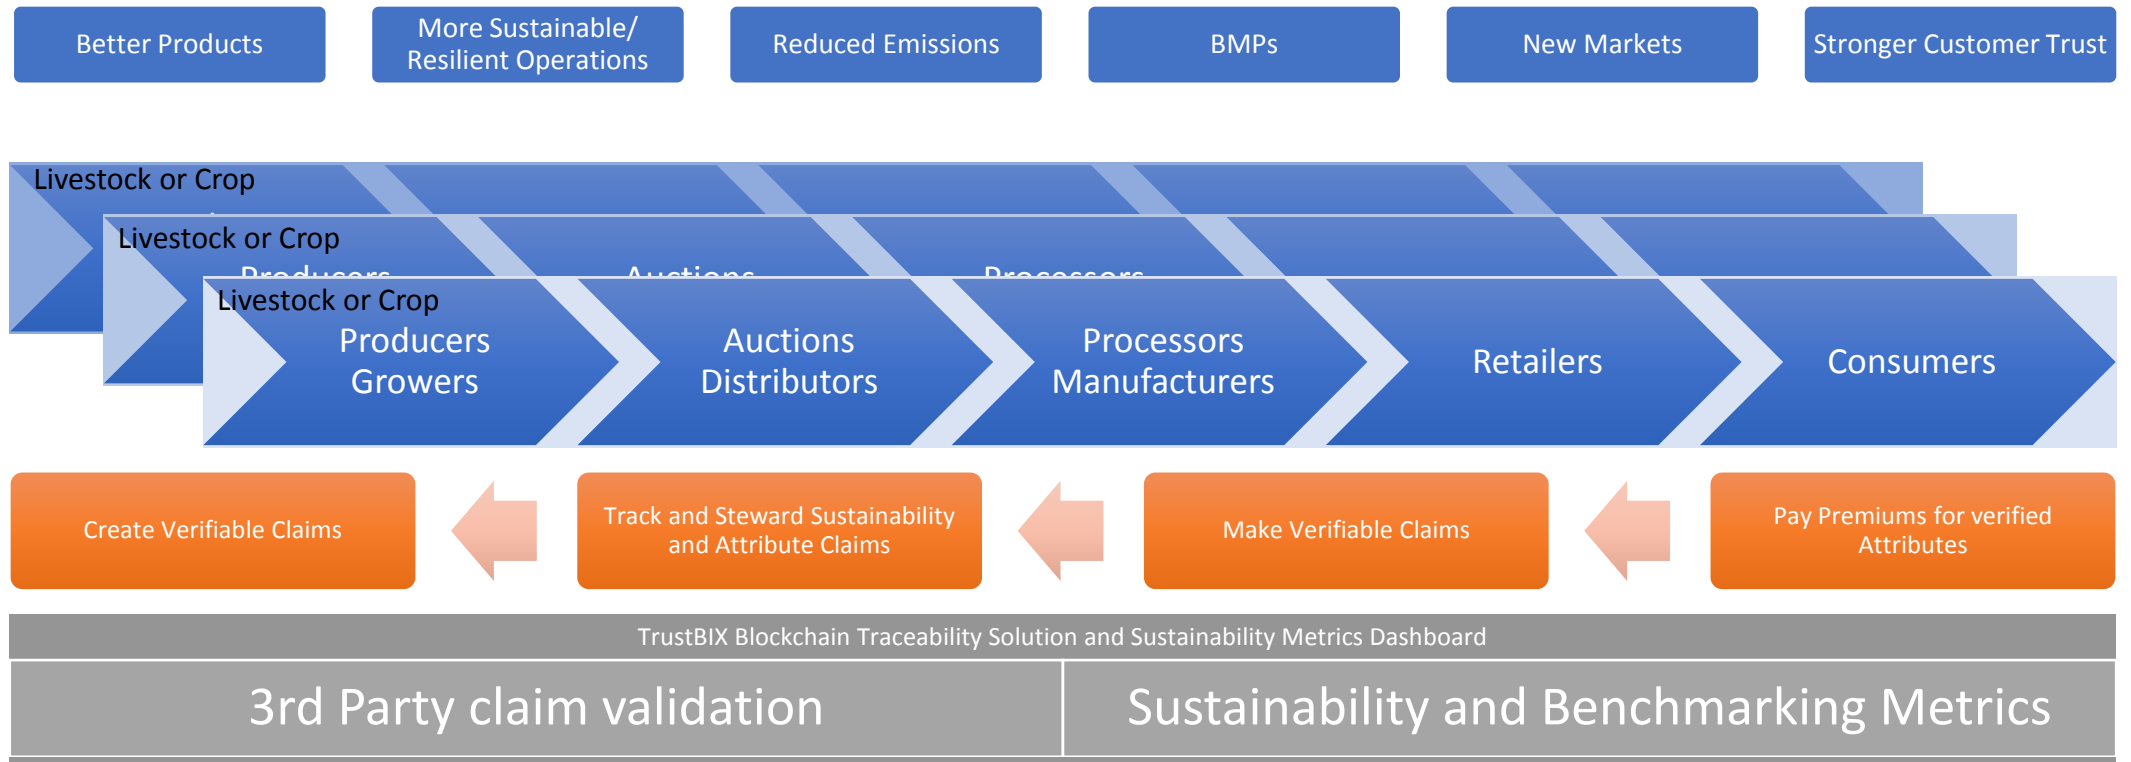 Better Products
More Sustainable/
Resilient Operations
Reduced Emissions
BMPs
New Markets
Stronger Customer Trust
Livestock or Crop
Livestock or Crop
Producers
Auctions
Processors
Livestock or Crop
Producers
Growers
Auctions
Distributors
Processors
Manufacturers
Retailers
Consumers
Create Verifiable Claims
Track and Steward Sustainability
and Attribute Claims
Make Verifiable Claims
Pay Premiums for verified
Attributes
TrustBIX Blockchain Traceability Solution and Sustainability Metrics Dashboard
3rd Party claim validation
Sustainability and Benchmarking Metrics